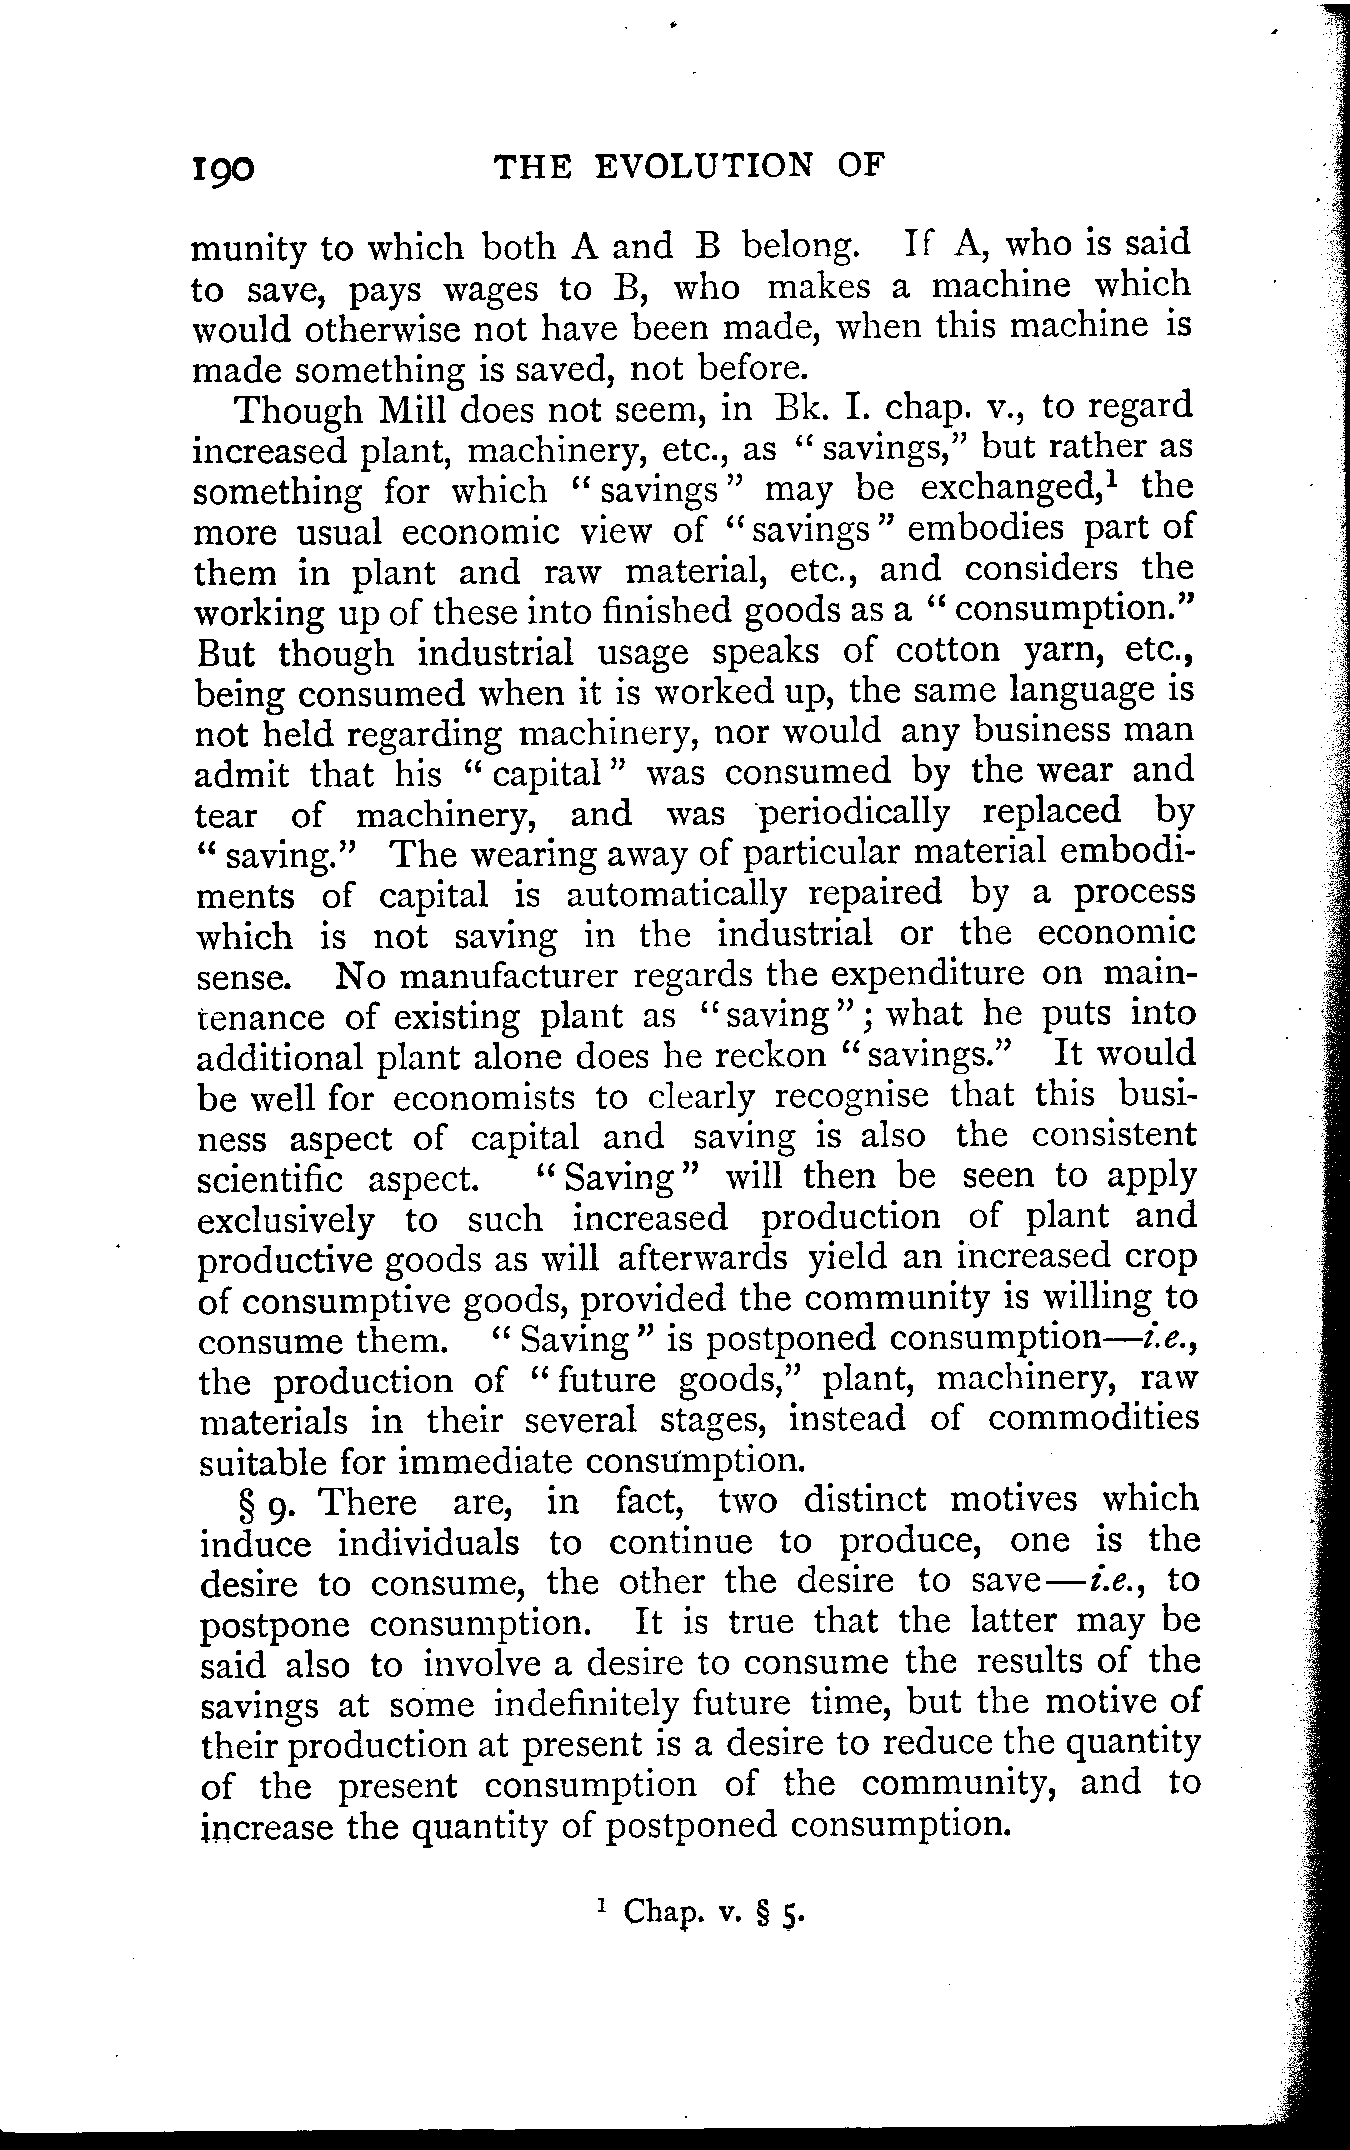 190 THE EVOLUTION OF
munity to which both A and B belong. If A, who is said
to save, pays wages to B, who makes a machine which
would otherwise not have been made, when this machine is
made something is saved, not before.
Though Mill does not seem, in Bk. I. chap. v., to regard
increased plant, machinery, etc., as “ savings,” but rather as
something for which “ savings ” may be exchanged,¹ the
more usual economic view of “ savings ” embodies part of
them in plant and raw material, etc., and considers the
working up of these into finished goods as a “ consumption.”
But though industrial usage speaks of cotton yarn, etc.,
being consumed when it is worked up, the same language is
not held regarding machinery, nor would any business man
admit that his “ capital ” was consumed by the wear and
tear of machinery, and was periodically replaced by
“ saving.” The wearing away of particular material embodi-
ments of capital is automatically repaired by a process
which is not saving in the industrial or the economic
sense. No manufacturer regards the expenditure on main-
tenance of existing plant as “ saving ” ; what he puts into
additional plant alone does he reckon “ savings.” It would
be well for economists to clearly recognise that this busi-
ness aspect of capital and saving is also the consistent
scientific aspect. “ Saving ” will then be seen to apply
exclusively to such increased production of plant and
productive goods as will afterwards yield an increased crop
of consumptive goods, provided the community is willing to
consume them. “ Saving ” is postponed consumption—i.e.,
the production of “ future goods,” plant, machinery, raw
materials in their several stages, instead of commodities
suitable for immediate consumption.
§ 9. There are, in fact, two distinct motives which
induce individuals to continue to produce, one is the
desire to consume, the other the desire to save—i.e., to
postpone consumption. It is true that the latter may be
said also to involve a desire to consume the results of the
savings at some indefinitely future time, but the motive of
their production at present is a desire to reduce the quantity
of the present consumption of the community, and to
increase the quantity of postponed consumption.
¹ Chap. v. § 5.